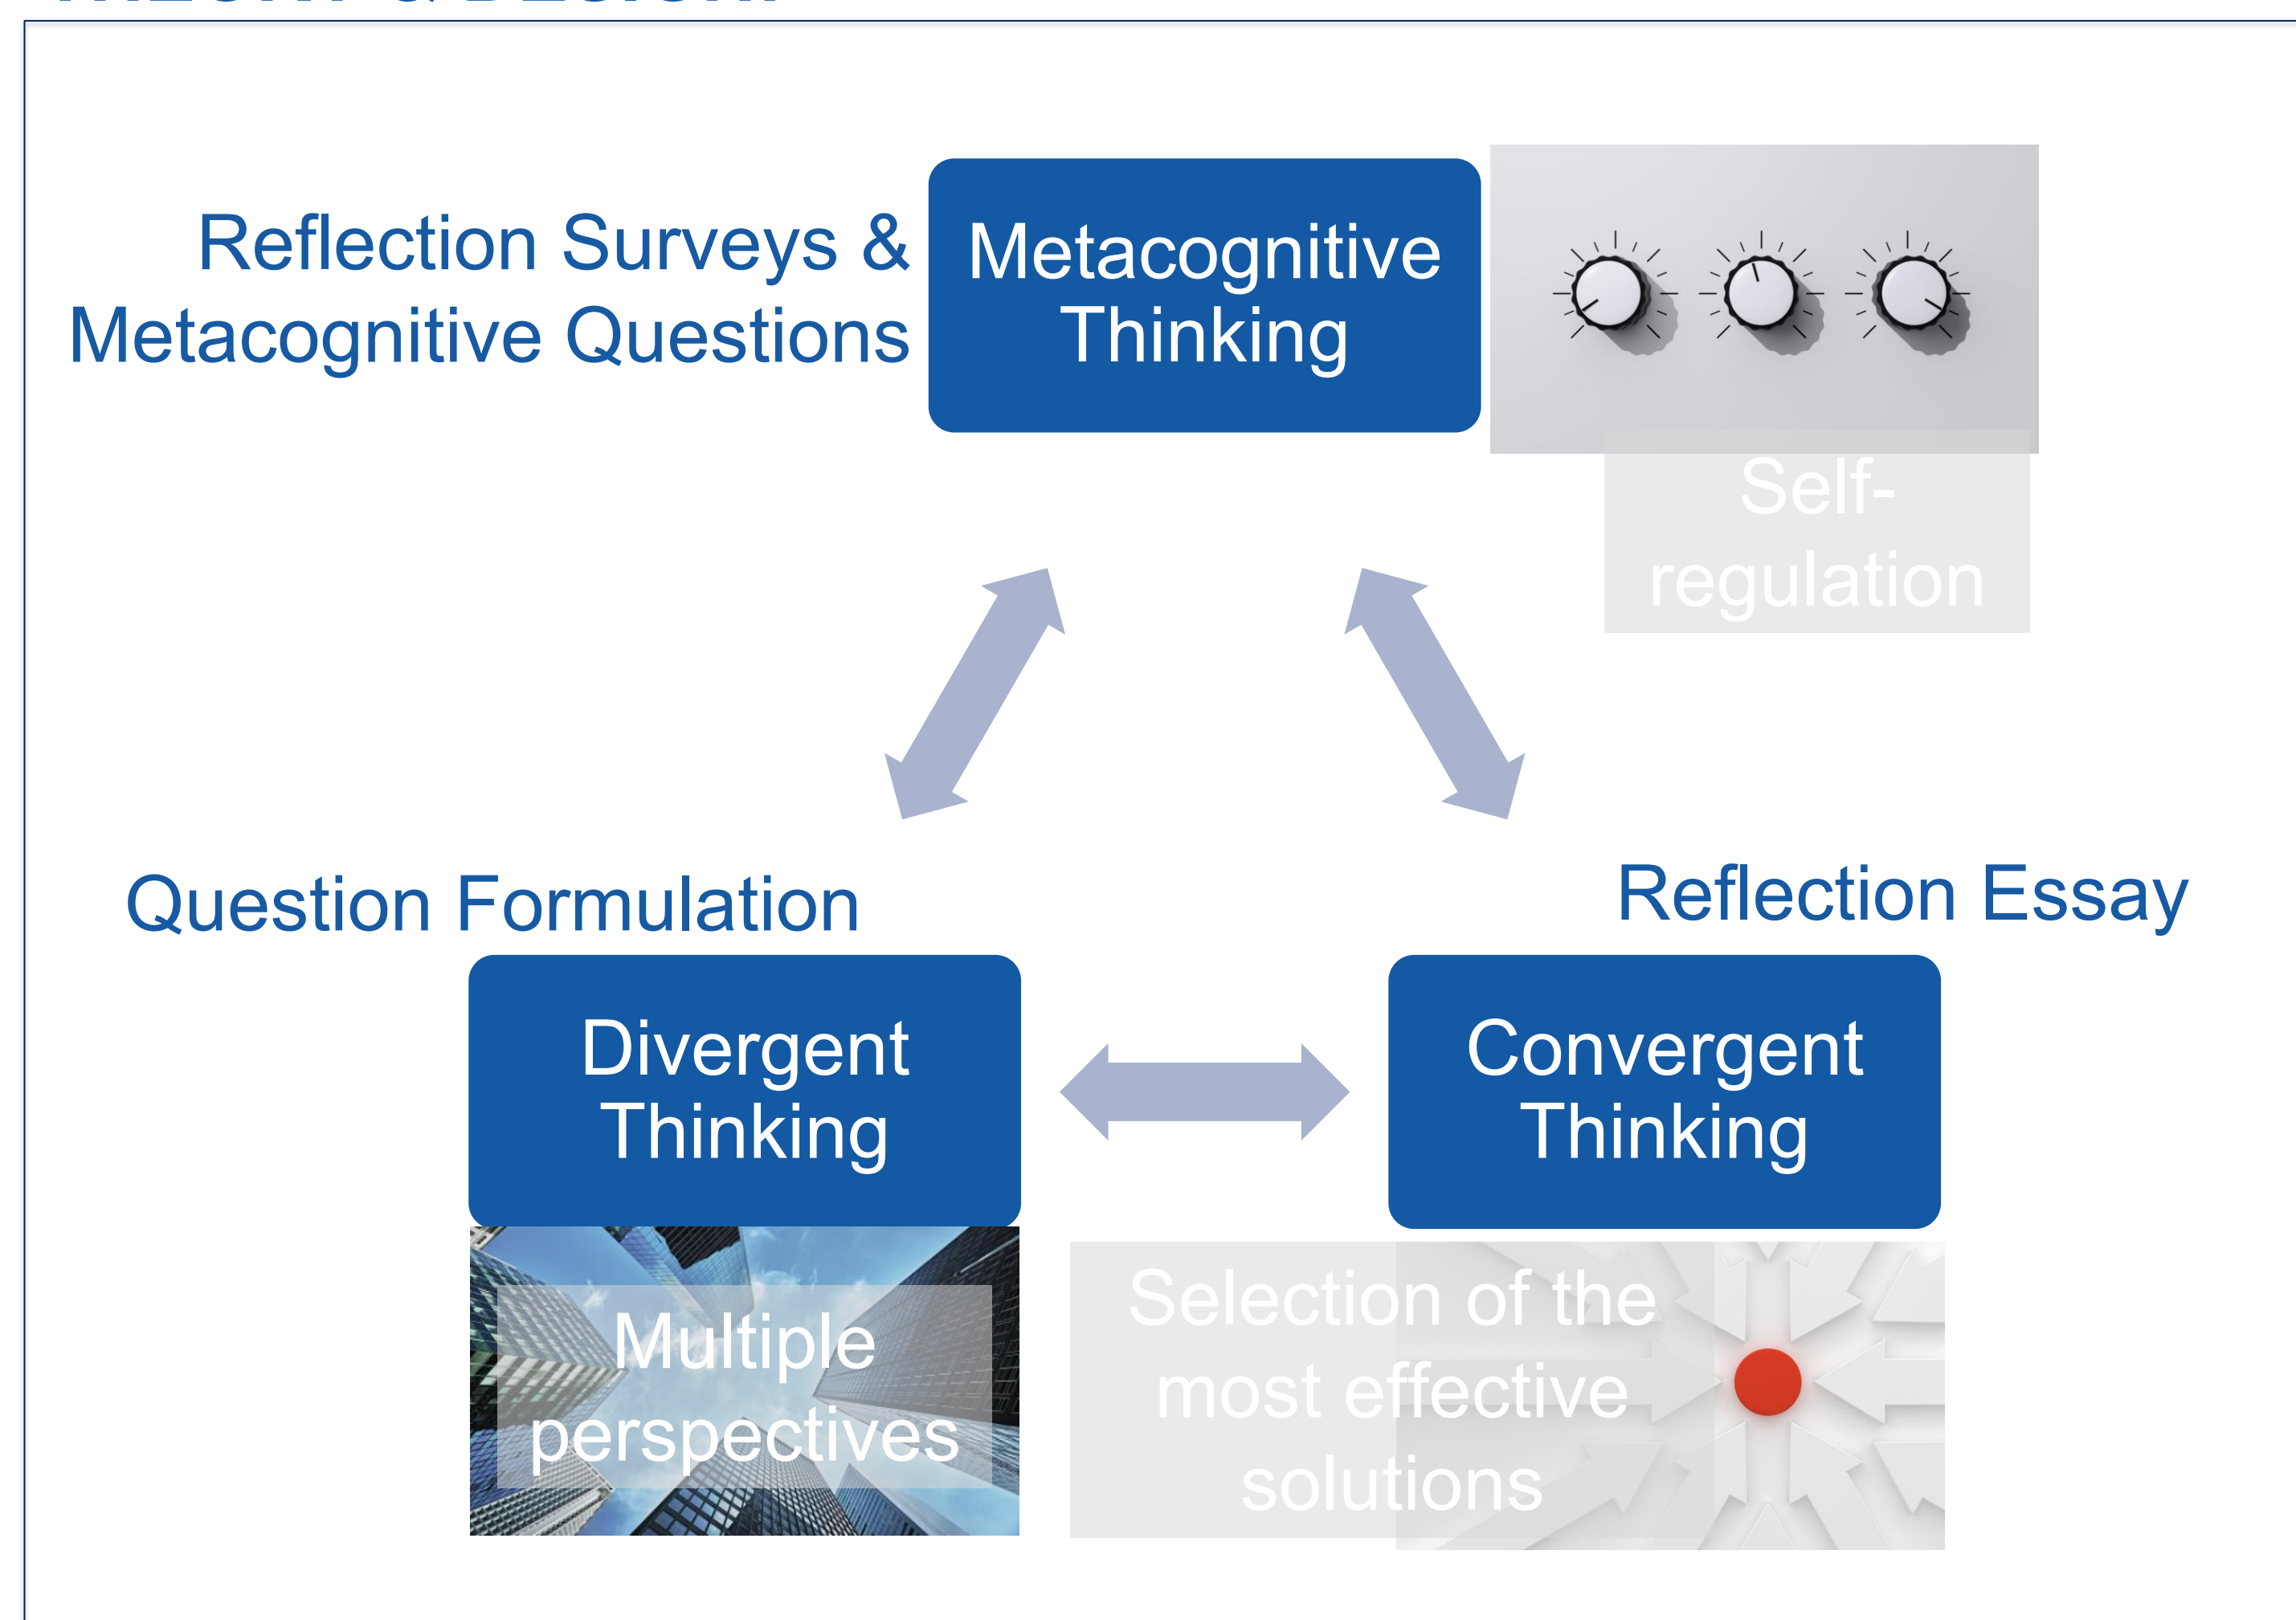 Reflection Surveys &
Metacognitive Questions
Metacognitive
Thinking
Self-
regulation
Question Formulation
Reflection Essay
Divergent
Thinking
Convergent
Thinking
Multiple
perspectives
Selection of the
most effective
solutions